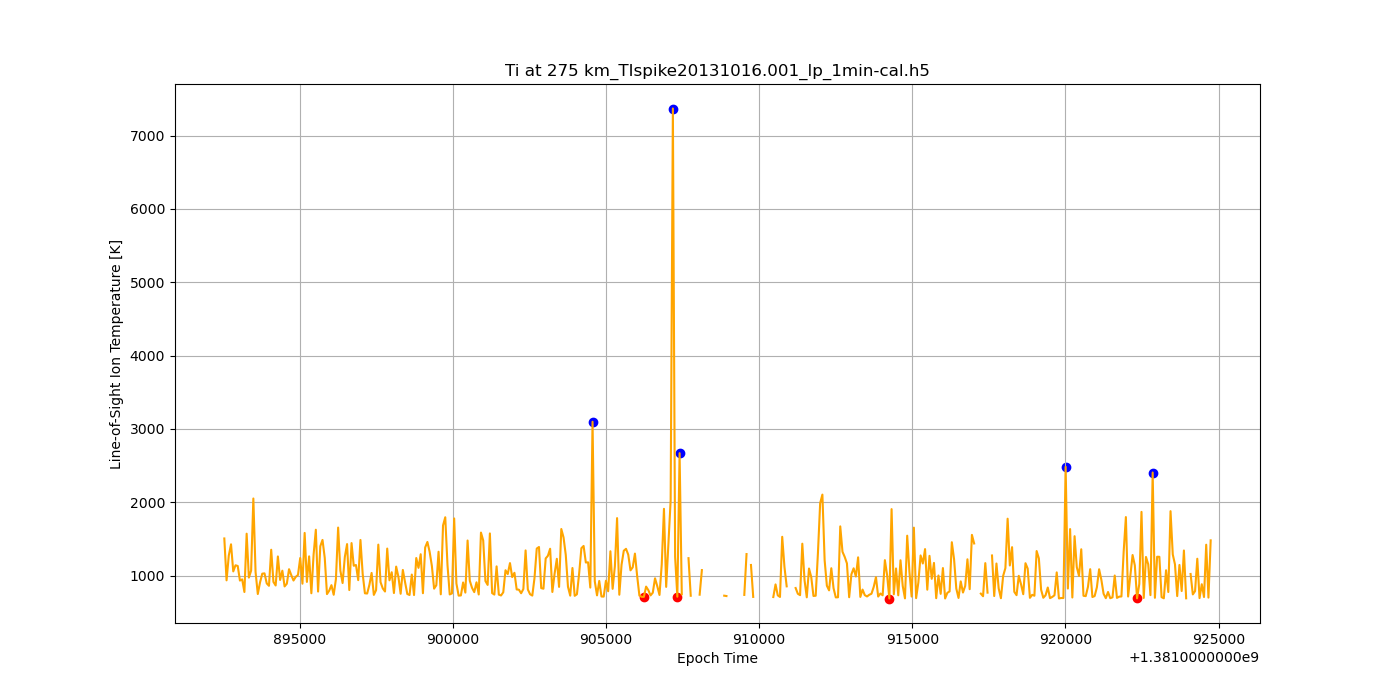 Ti at 275 km_TIspike20131016.001_lp_1min-cal.h5
Line-of-Sight Ion Temperature [K]
7000
6000
5000
4000
3000
2000
1000
895000 900000 905000 910000 915000 920000 925000
Epoch Time
+1.3810000000e9